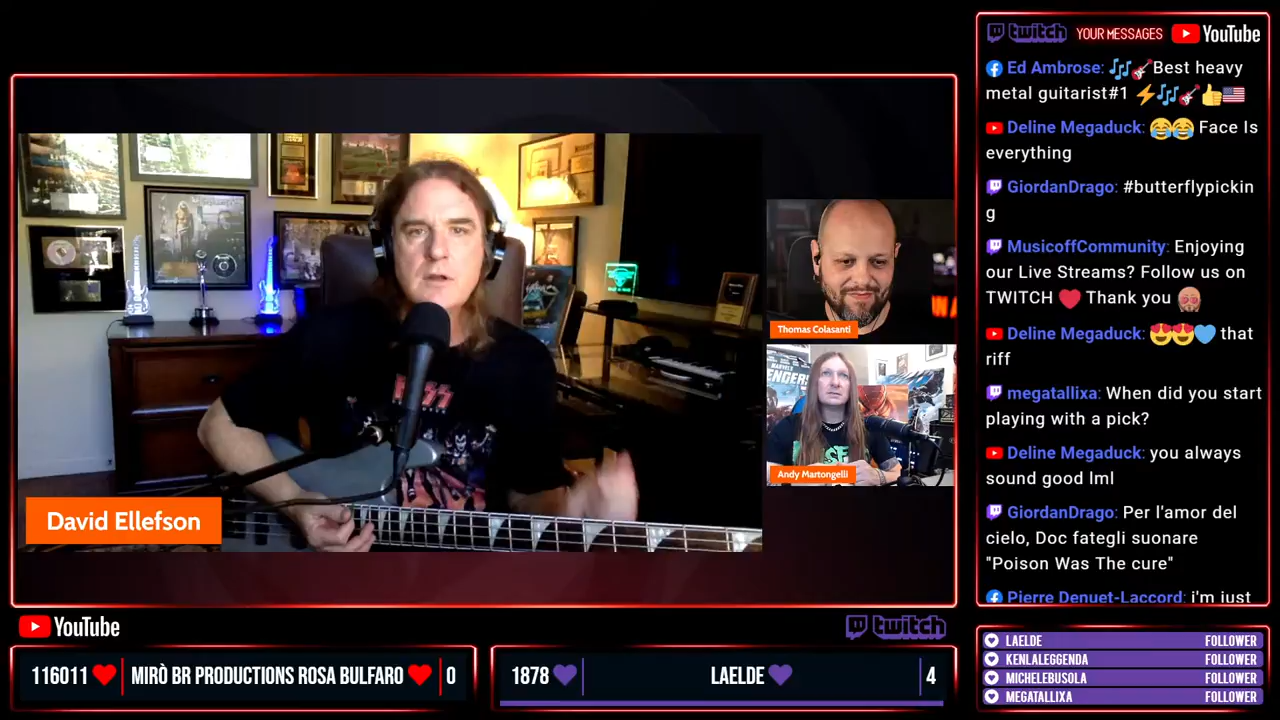 twitch YOUR MESSAGES YouTube
Ed Ambrose: 🎶🎸Best heavy
metal guitarist#1 ⚡🎶🎸👍🇺🇸
Deline Megaduck: 😂😂 Face Is
everything
GiordanDrago: #butterflypickin
g
MusicoffCommunity: Enjoying
our Live Streams? Follow us on
TWITCH ❤️ Thank you
Deline Megaduck: 😍😍💙 that
riff
megatallixa: When did you start
playing with a pick?
Deline Megaduck: you always
sound good lml
GiordanDrago: Per l'amor del
cielo, Doc fategli suonare
"Poison Was The cure"
Pierre Denuet-Laccord: i'm just
KISS
Thomas Colasanti
Andy Martongelli
David Ellefson
YouTube
twitch
116011 ❤️ MIRÒ BR PRODUCTIONS ROSA BULFARO ❤️ 0
1878 💜 LAELDE 💜 4
LAELDE FOLLOWER
KENLALEGGENDA FOLLOWER
MICHELEBUSOLA FOLLOWER
MEGATALLIXA FOLLOWER